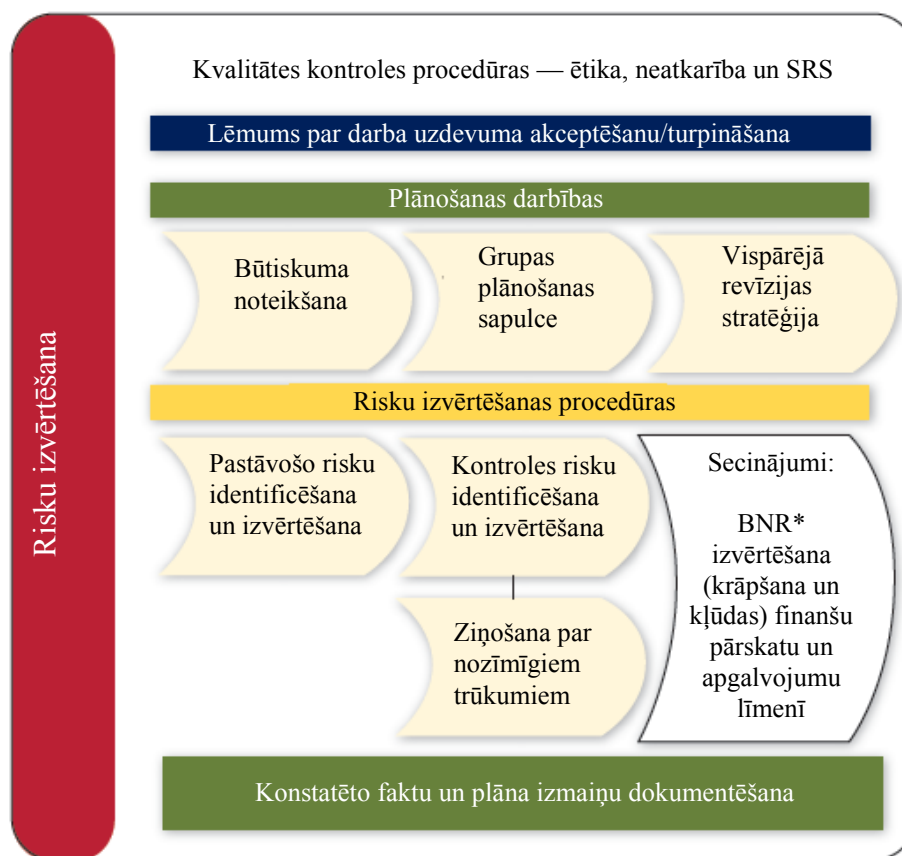 Risku izvērtēšana
Kvalitātes kontroles procedūras — ētika, neatkarība un SRS
Lēmums par darba uzdevuma akceptēšanu/turpināšana
Plānošanas darbības
Būtiskuma
noteikšana
Grupas
plānošanas
sapulce
Vispārējā
revīzijas
stratēģija
Risku izvērtēšanas procedūras
Pastāvošo risku
identificēšana
un izvērtēšana
Kontroles risku
identificēšana
un izvērtēšana
Ziņošana par
nozīmīgiem
trūkumiem
Secinājumi:
BNR*
izvērtēšana
(krāpšana un
kļūdas) finanšu
pārskatu un
apgalvojumu
līmenī
Konstatēto faktu un plāna izmaiņu dokumentēšana